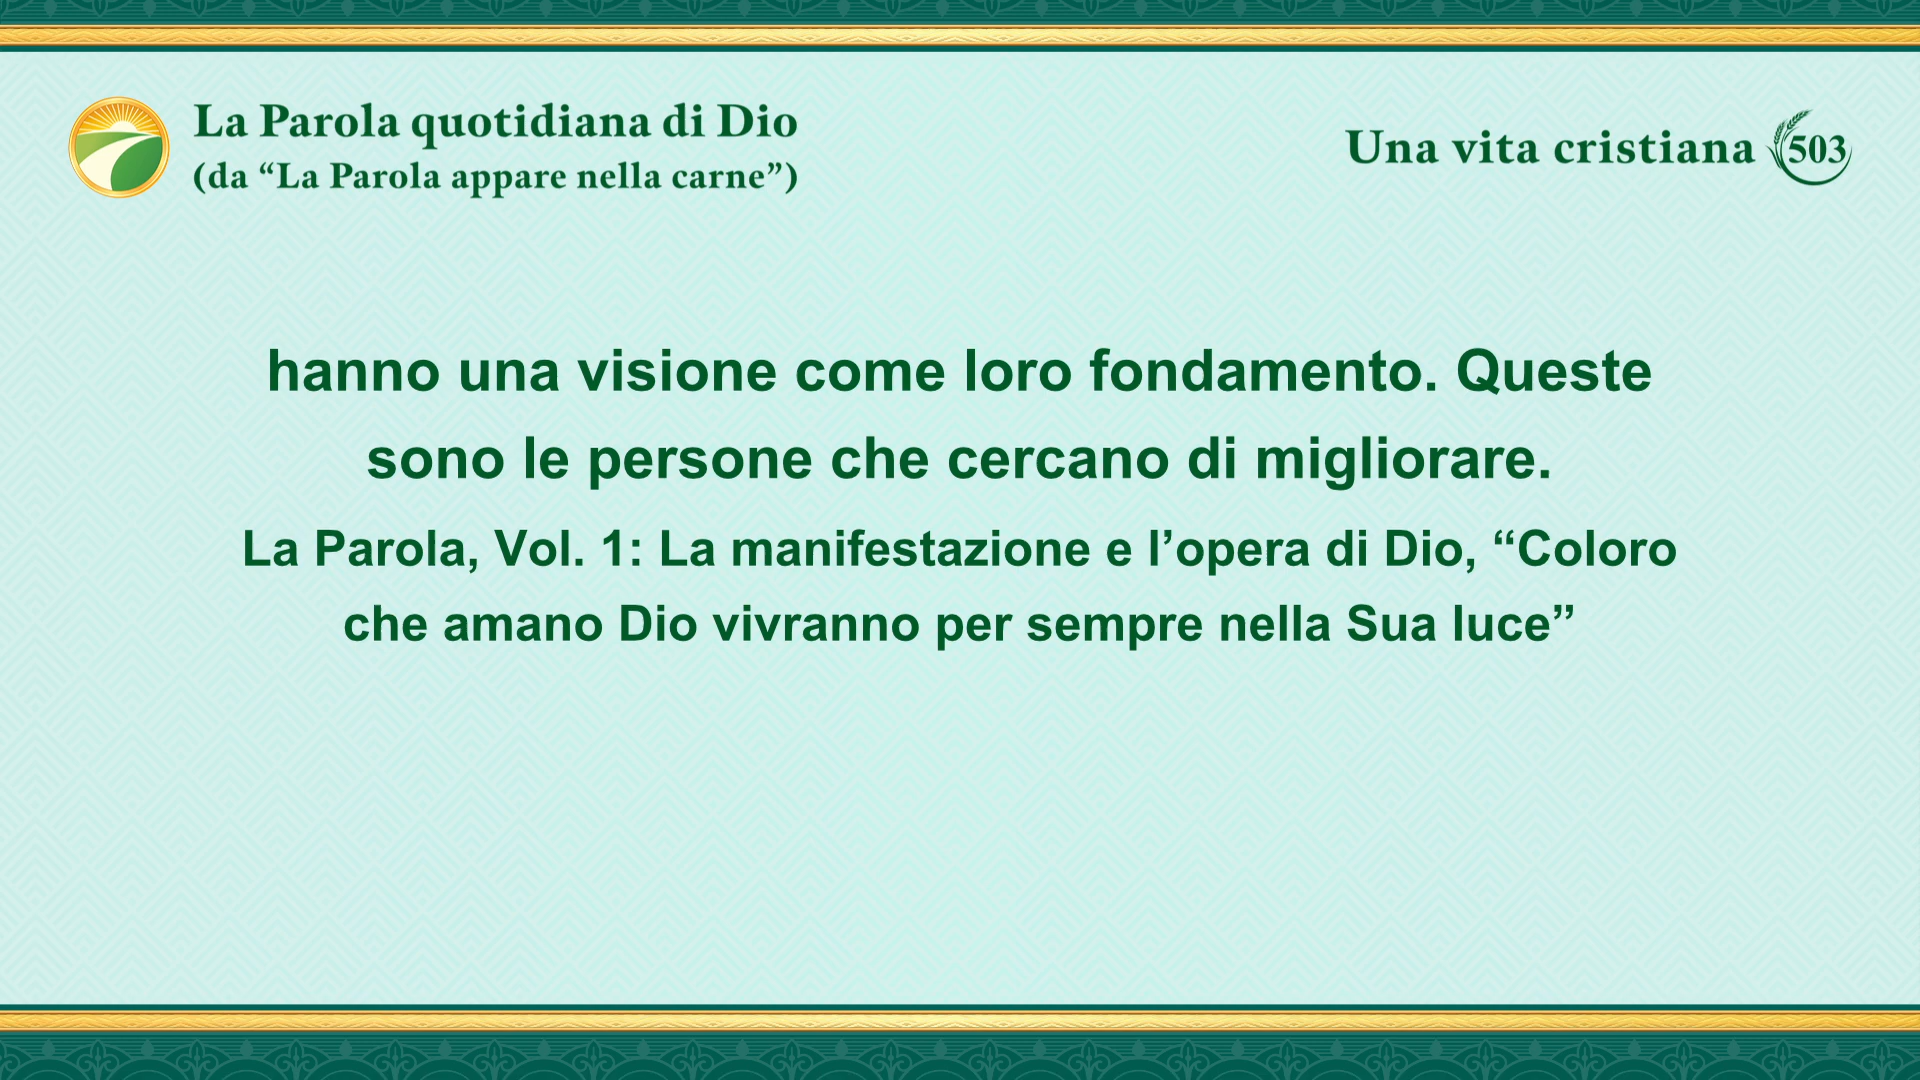 La Parola quotidiana di Dio
(da “La Parola appare nella carne”)
Una vita cristiana 503
hanno una visione come loro fondamento. Queste
sono le persone che cercano di migliorare.
La Parola, Vol. 1: La manifestazione e l’opera di Dio, “Coloro
che amano Dio vivranno per sempre nella Sua luce”